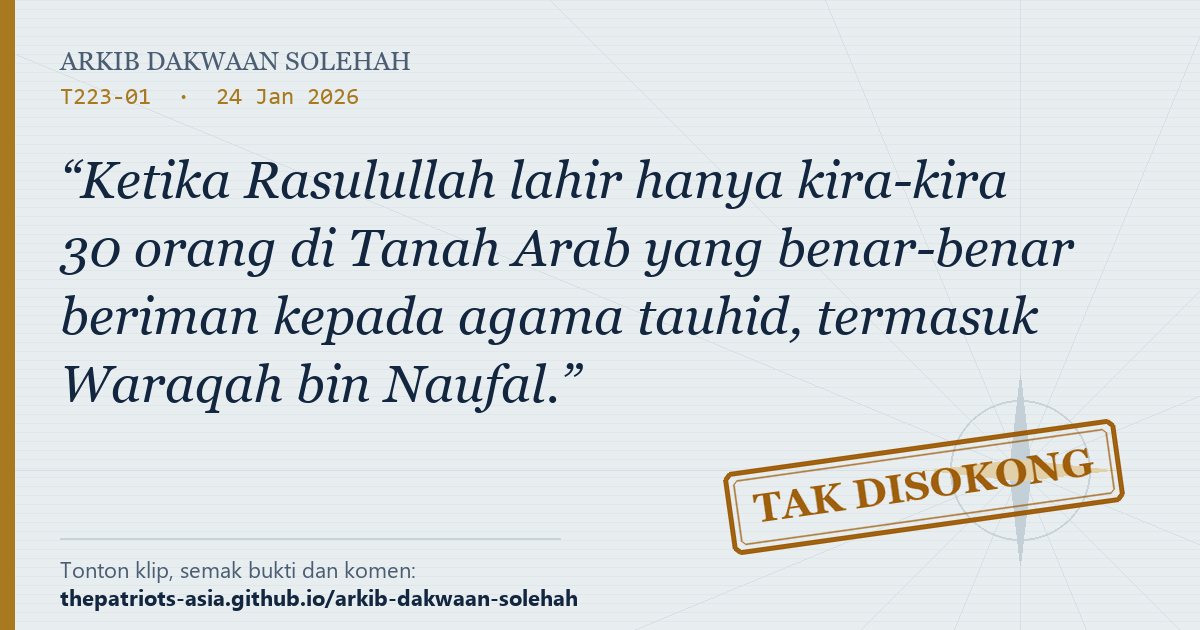 ARKIB DAKWAAN SOLEHAH
T223-01 · 24 Jan 2026
“Ketika Rasulullah lahir hanya kira-kira
30 orang di Tanah Arab yang benar-benar
beriman kepada agama tauhid, termasuk
Waraqah bin Naufal.”
TAK DISOKONG
Tonton klip, semak bukti dan komen:
thepatriots-asia.github.io/arkib-dakwaan-solehah